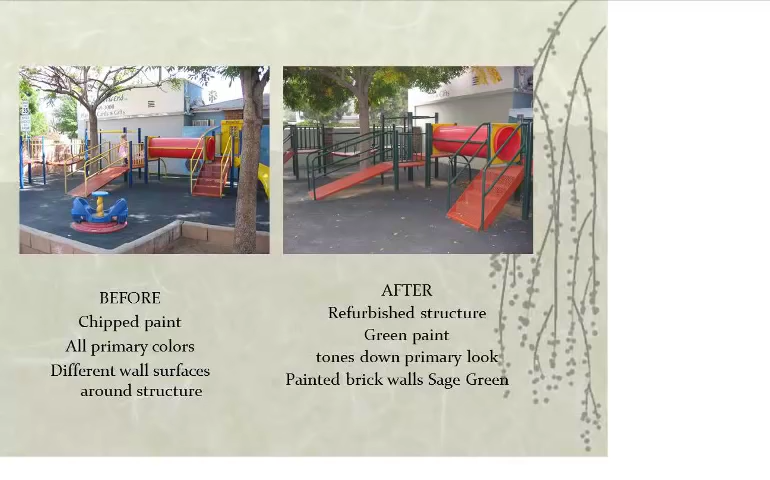 BEFORE
Chipped paint
All primary colors
Different wall surfaces
around structure
AFTER
Refurbished structure
Green paint
tones down primary look
Painted brick walls Sage Green